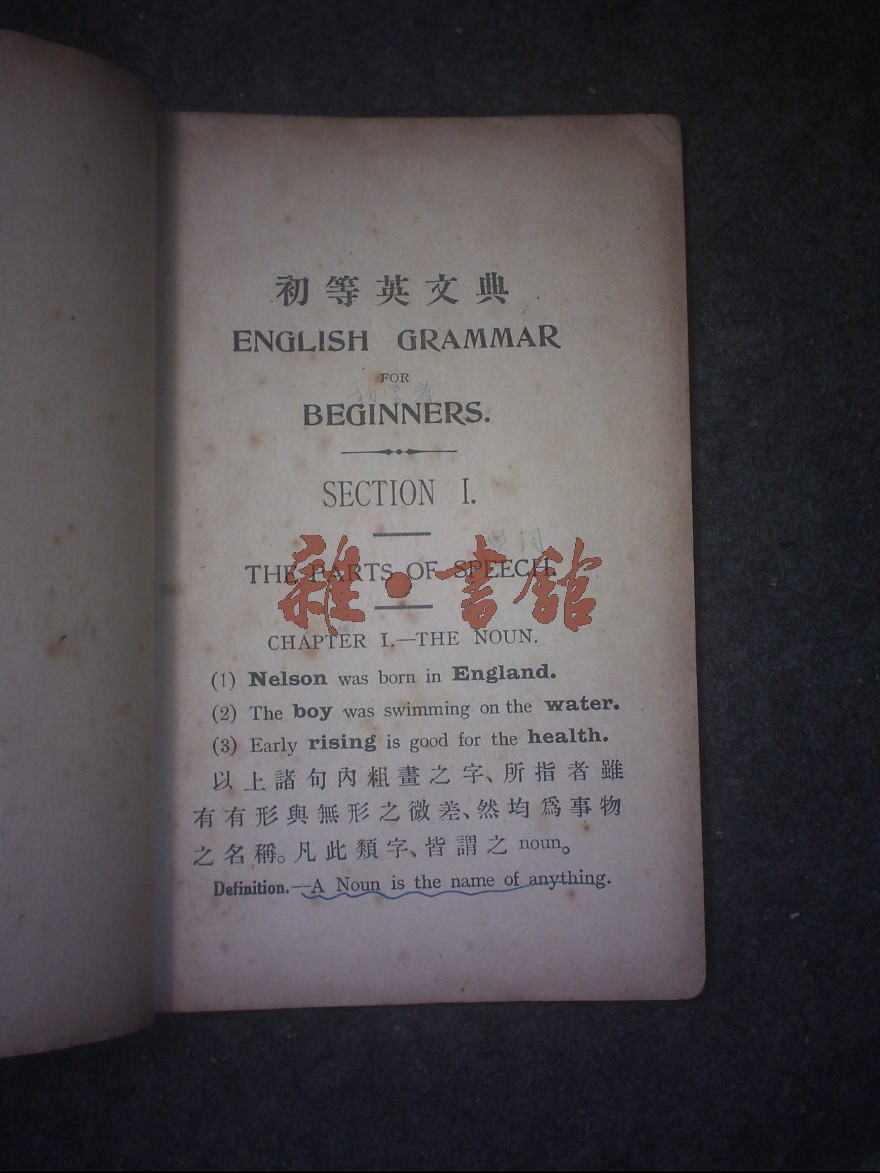 初等英文典
ENGLISH GRAMMAR
FOR
BEGINNERS.
SECTION I.
THE PARTS OF SPEECH.
雜·書館
CHAPTER I.—THE NOUN.
(1) Nelson was born in England.
(2) The boy was swimming on the water.
(3) Early rising is good for the health.
以上諸句內粗畫之字、所指者雖
有有形與無形之微差、然均爲事物
之名稱。凡此類字、皆謂之 noun。
Definition.—A Noun is the name of anything.